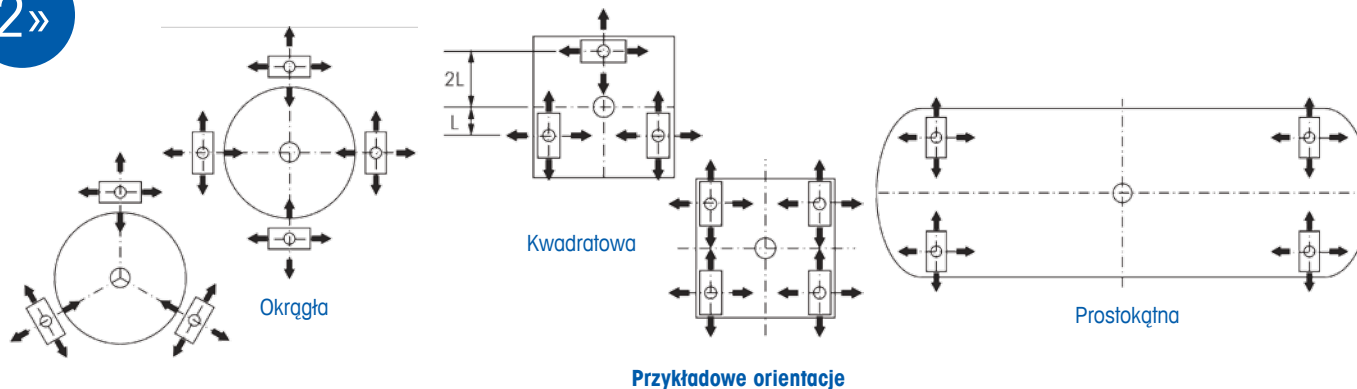 2»
2L
L
Kwadratowa
Okrągła
Prostokątna
Przykładowe orientacje